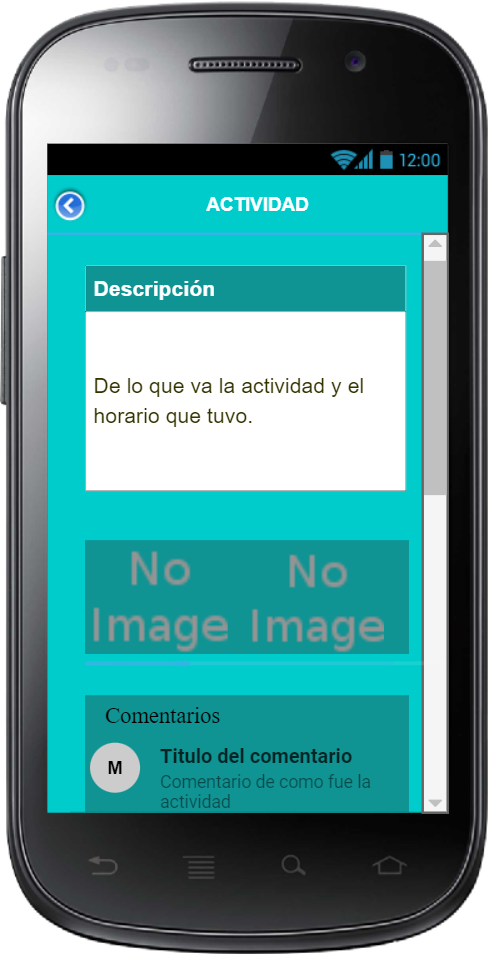 12:00
ACTIVIDAD
Descripción
De lo que va la actividad y el
horario que tuvo.
No No
Image Image
Comentarios
M
Titulo del comentario
Comentario de como fue la
actividad